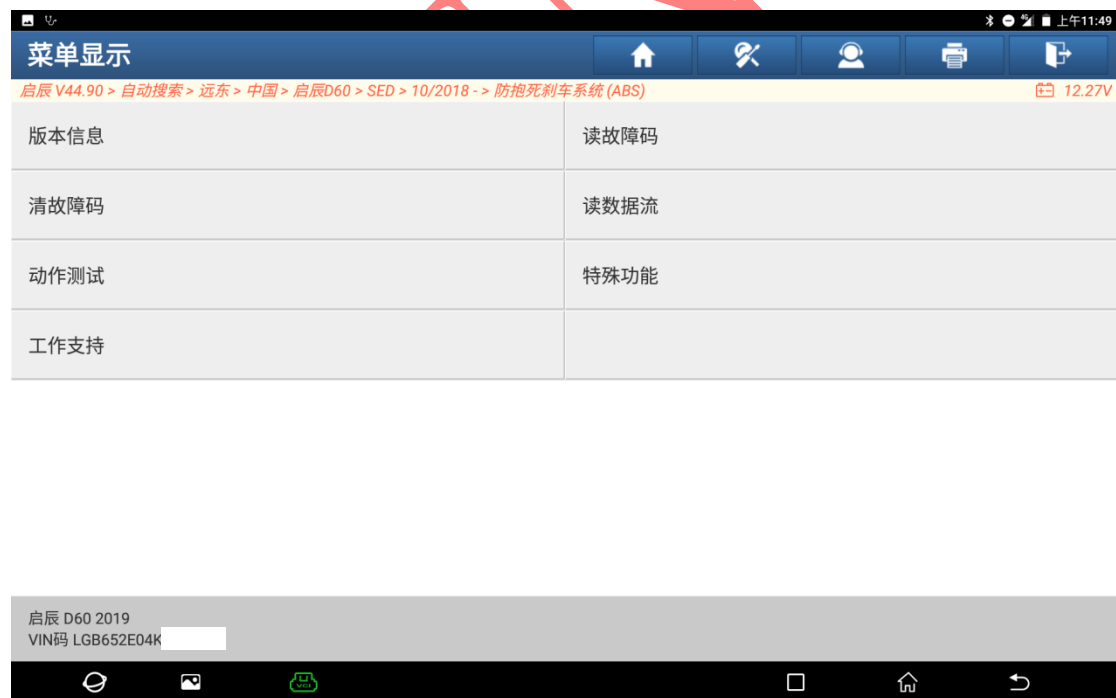 上午11:49
菜单显示
启辰 V44.90 > 自动搜索 > 远东 > 中国 > 启辰D60 > SED > 10/2018 - > 防抱死刹车系统 (ABS) 12.27V
版本信息 读故障码
清故障码 读数据流
动作测试 特殊功能
工作支持
启辰 D60 2019
VIN码 LGB652E04K
VCI